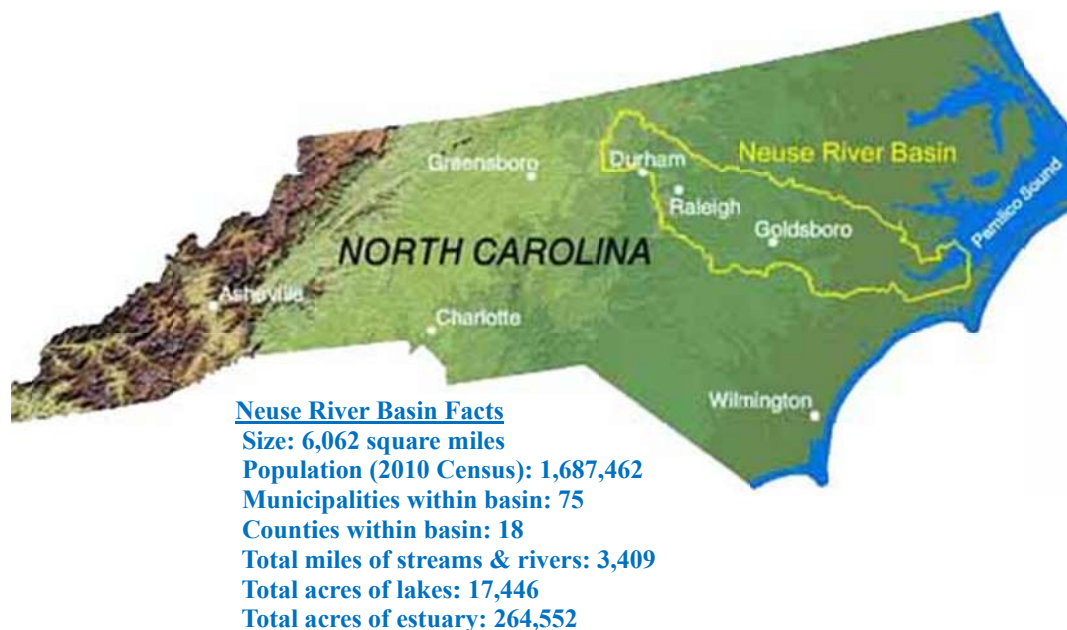 Greensboro
Durham
Neuse River Basin
Raleigh
Goldsboro
Pamlico Sound
NORTH CAROLINA
Asheville
Charlotte
Wilmington
Neuse River Basin Facts
Size: 6,062 square miles
Population (2010 Census): 1,687,462
Municipalities within basin: 75
Counties within basin: 18
Total miles of streams & rivers: 3,409
Total acres of lakes: 17,446
Total acres of estuary: 264,552